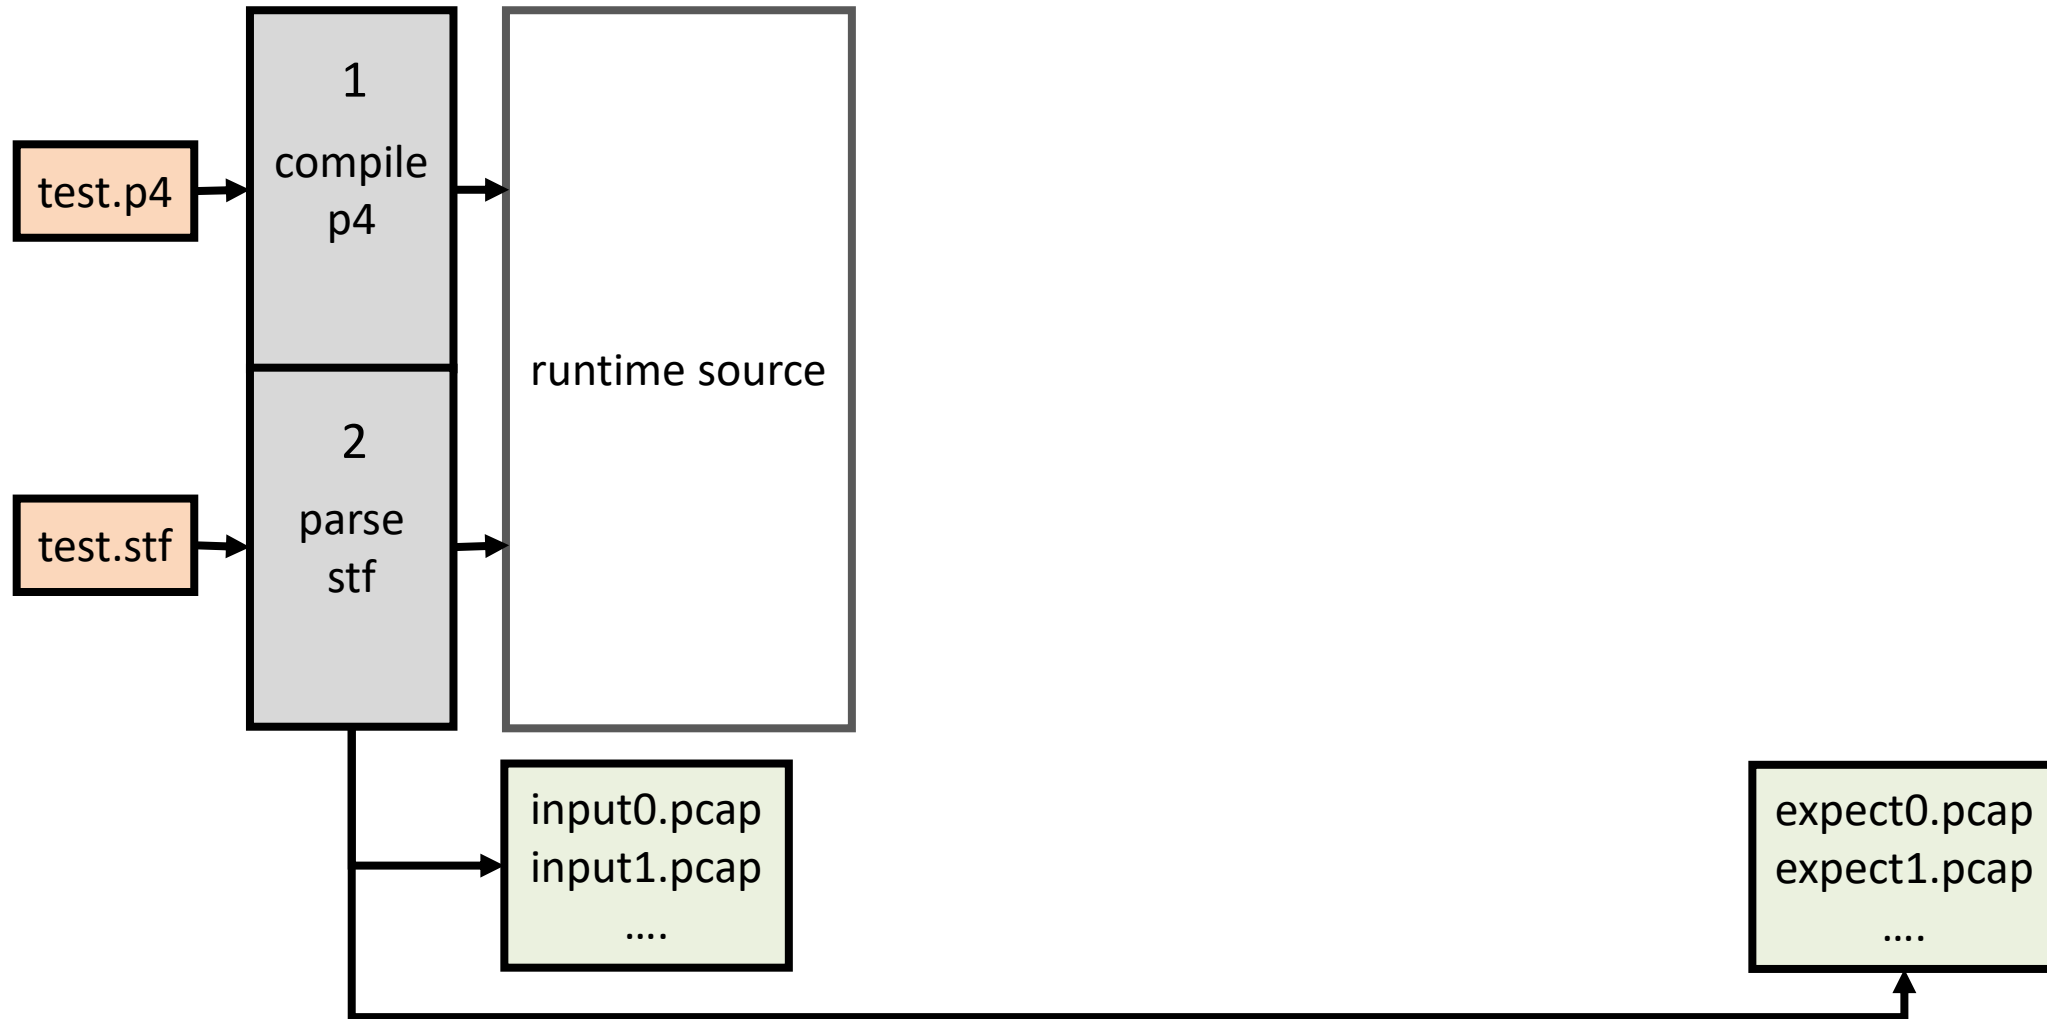 1
compile
p4
test.p4
2
parse
stf
test.stf
runtime source
input0.pcap
input1.pcap
....
expect0.pcap
expect1.pcap
....